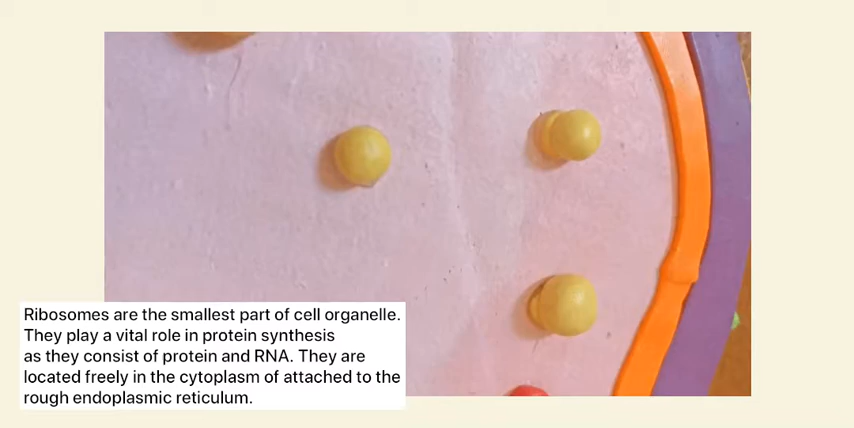 Ribosomes are the smallest part of cell organelle.
They play a vital role in protein synthesis
as they consist of protein and RNA. They are
located freely in the cytoplasm of attached to the
rough endoplasmic reticulum.